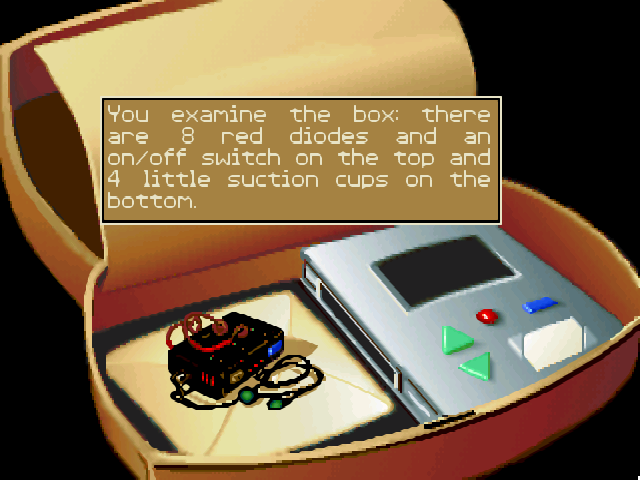 You examine the box: there
are 8 red diodes and an
on/off switch on the top and
4 little suction cups on the
bottom.